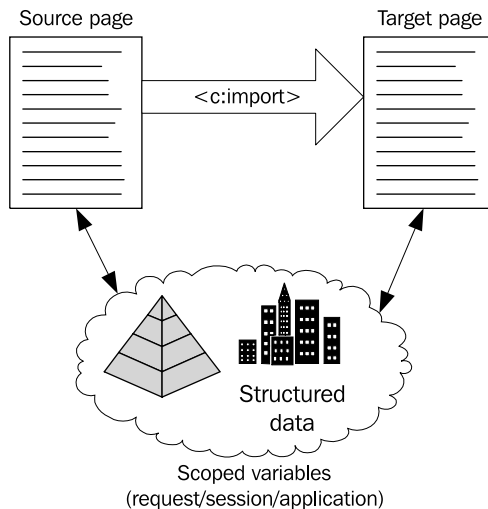 Source page
Target page
<c:import>
Structured
data
Scoped variables
(request/session/application)